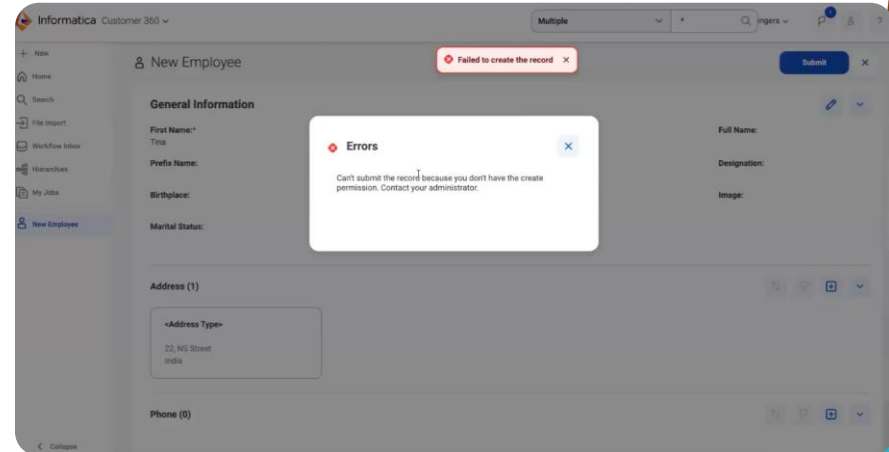 Informatica Customer 360
Multiple
*
ingers
?
New
Home
Search
File Import
Workflow Inbox
Hierarchies
My Jobs
New Employee
Collapse
New Employee
Failed to create the record
Submit
General Information
First Name:*
Tina
Full Name:
Prefix Name:
Designation:
Birthplace:
Image:
Marital Status:
Errors
Can't submit the record because you don't have the create
permission. Contact your administrator.
Address (1)
<Address Type>
22, NS Street
India
Phone (0)